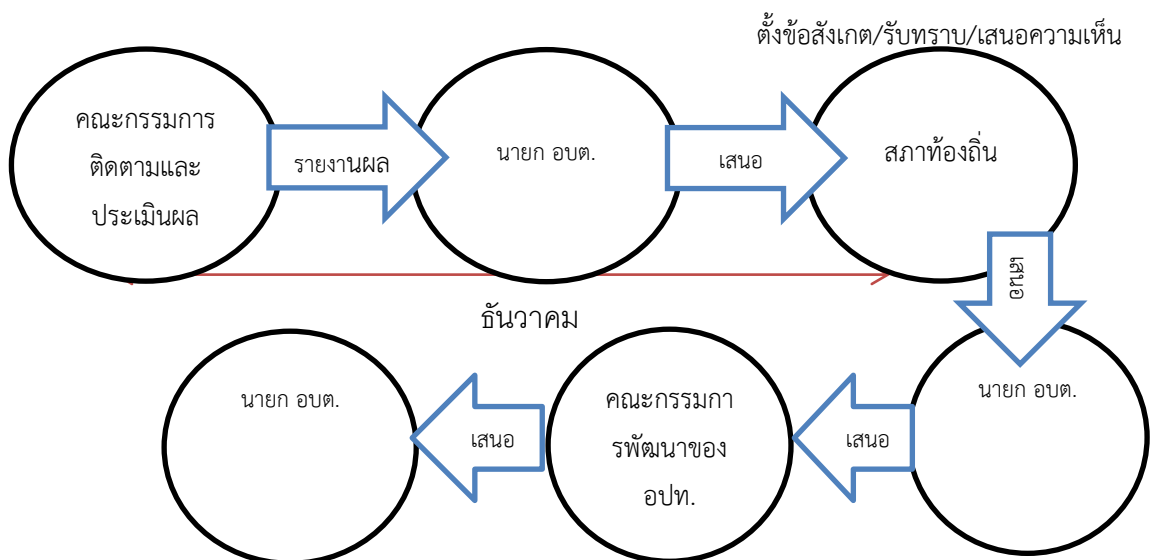 ตั้งข้อสังเกต/รับทราบ/เสนอความเห็น
คณะกรรมการ
ติดตามและ
ประเมินผล
รายงานผล
นายก อบต.
เสนอ
สภาท้องถิ่น
เสนอ
ธันวาคม
นายก อบต.
เสนอ
คณะกรรมกา
รพัฒนาของ
อปท.
เสนอ
นายก อบต.